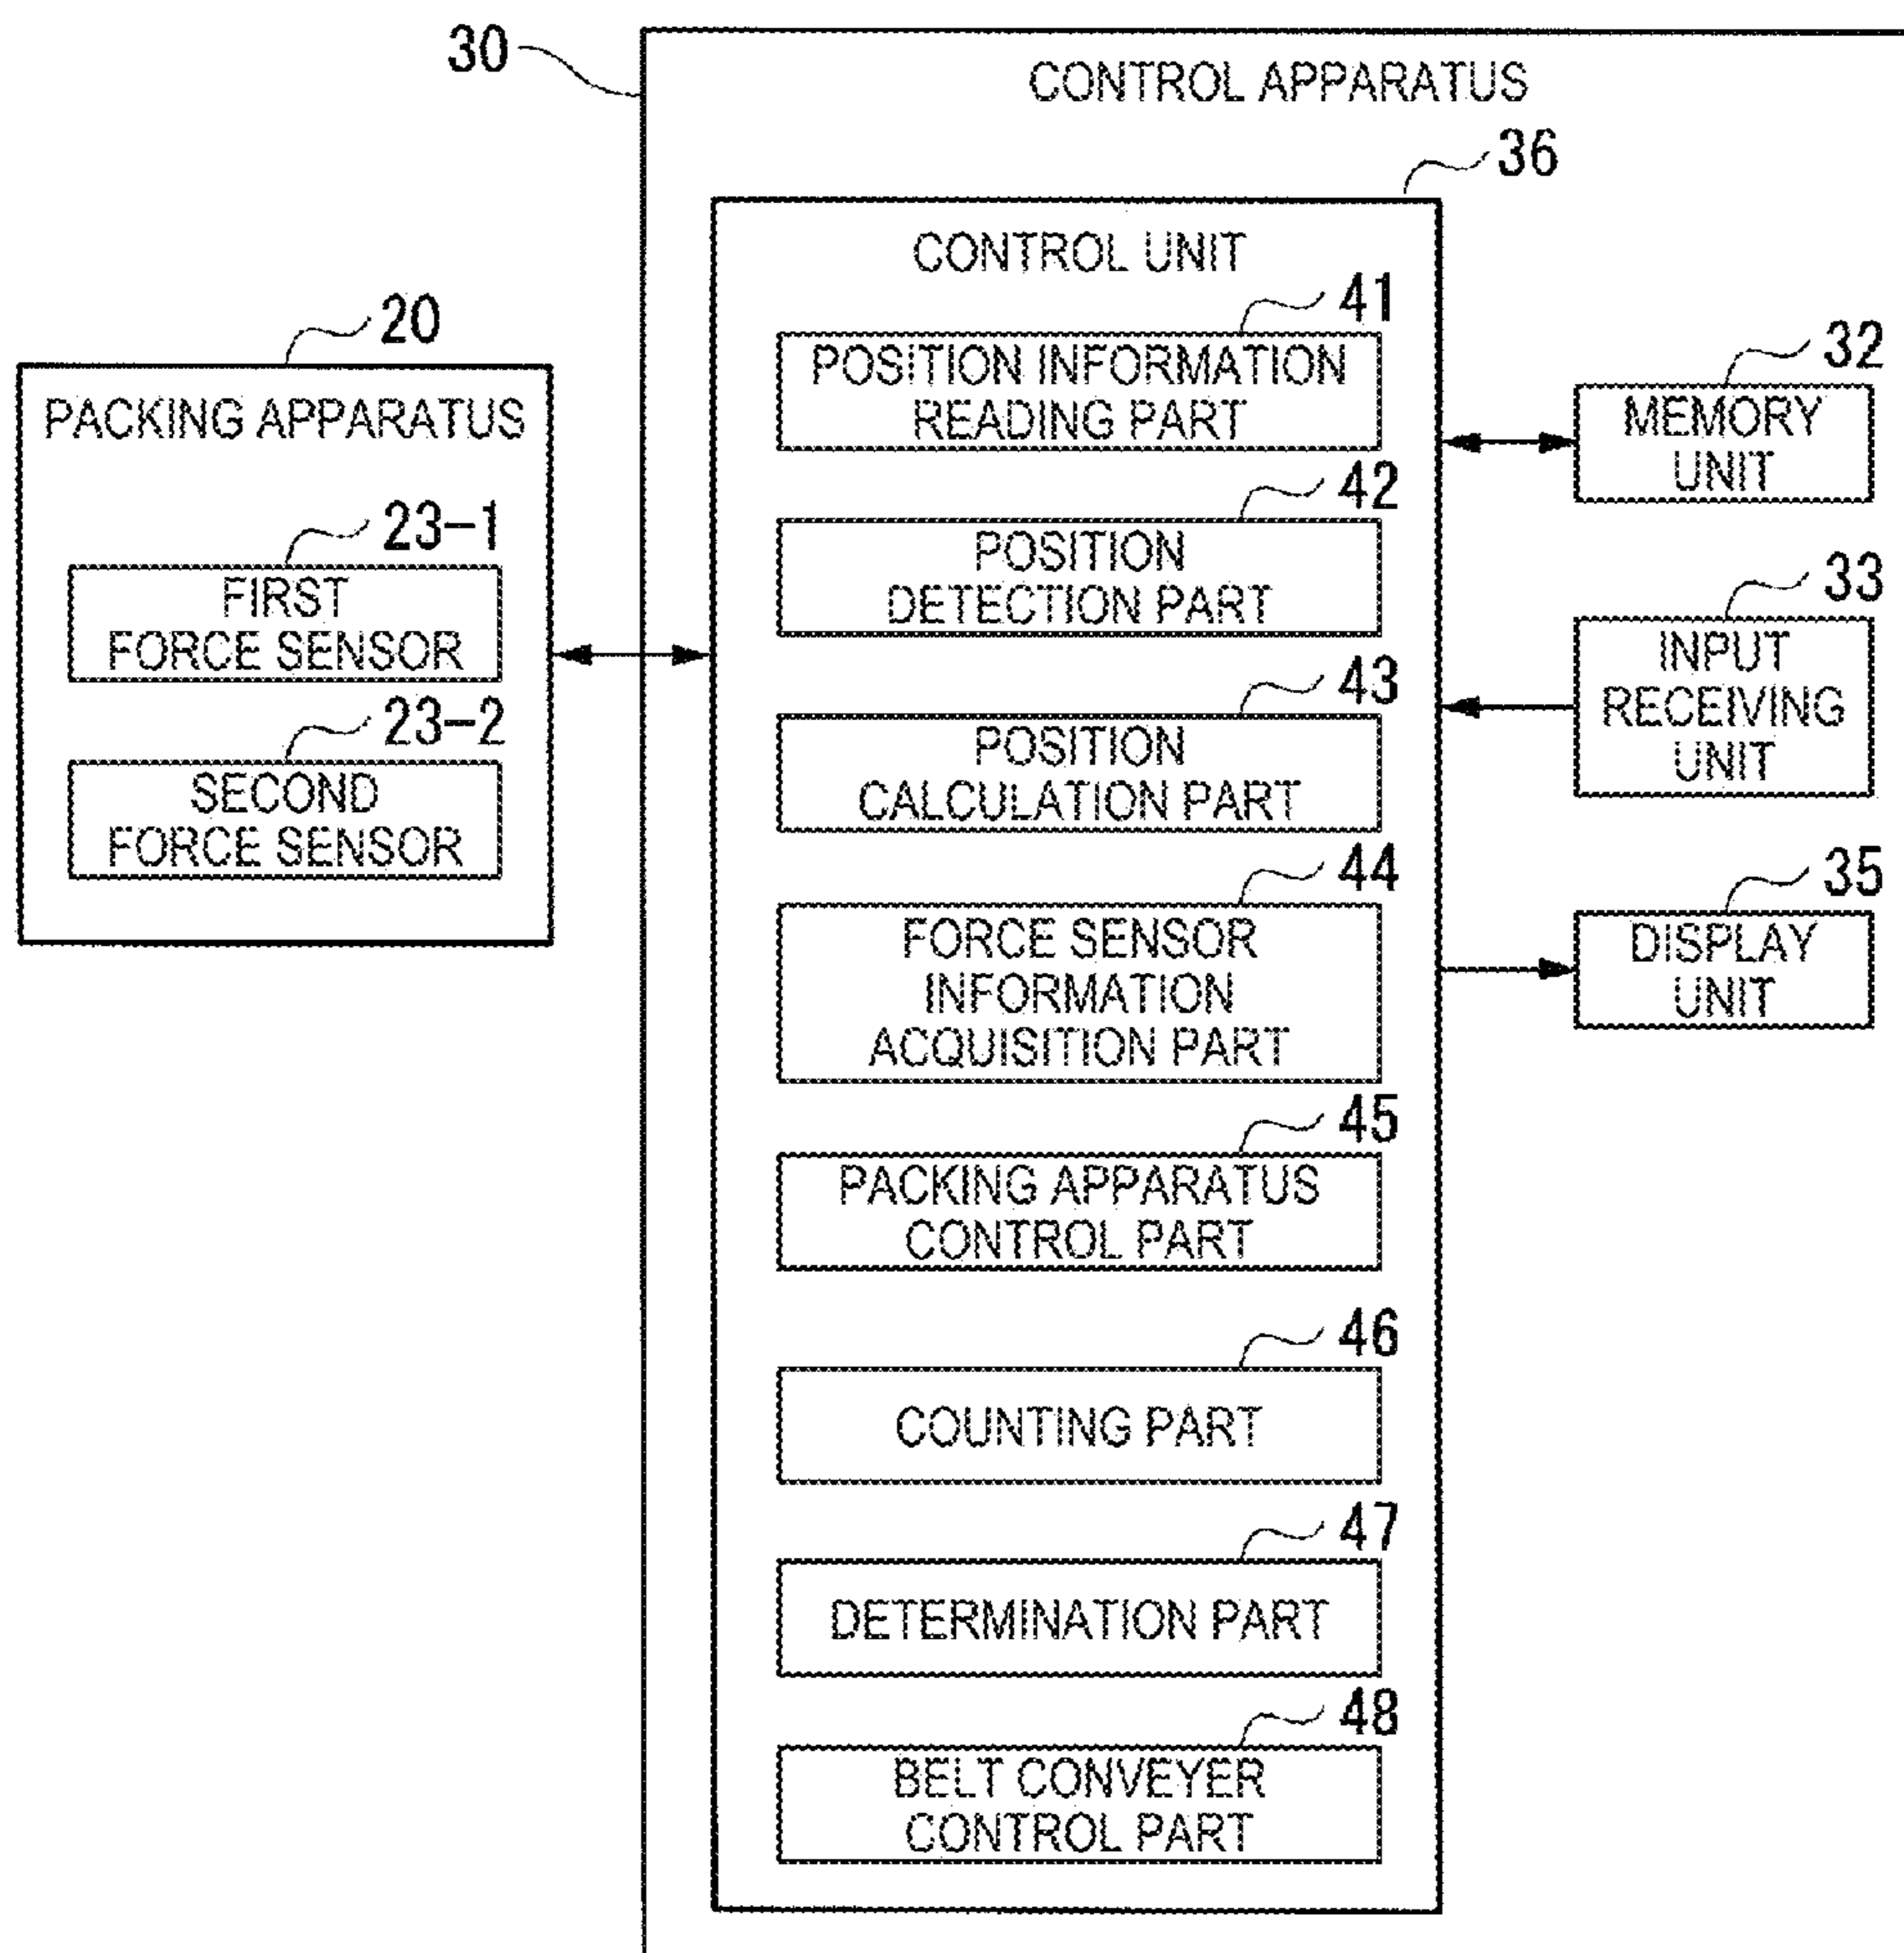 30
CONTROL APPARATUS
36
CONTROL UNIT
20
PACKING APPARATUS
23-1
FIRST
FORCE SENSOR
23-2
SECOND
FORCE SENSOR
41
POSITION INFORMATION
READING PART
42
POSITION
DETECTION PART
43
POSITION
CALCULATION PART
44
FORCE SENSOR
INFORMATION
ACQUISITION PART
45
PACKING APPARATUS
CONTROL PART
46
COUNTING PART
47
DETERMINATION PART
48
BELT CONVEYER
CONTROL PART
32
MEMORY
UNIT
33
INPUT
RECEIVING
UNIT
35
DISPLAY
UNIT